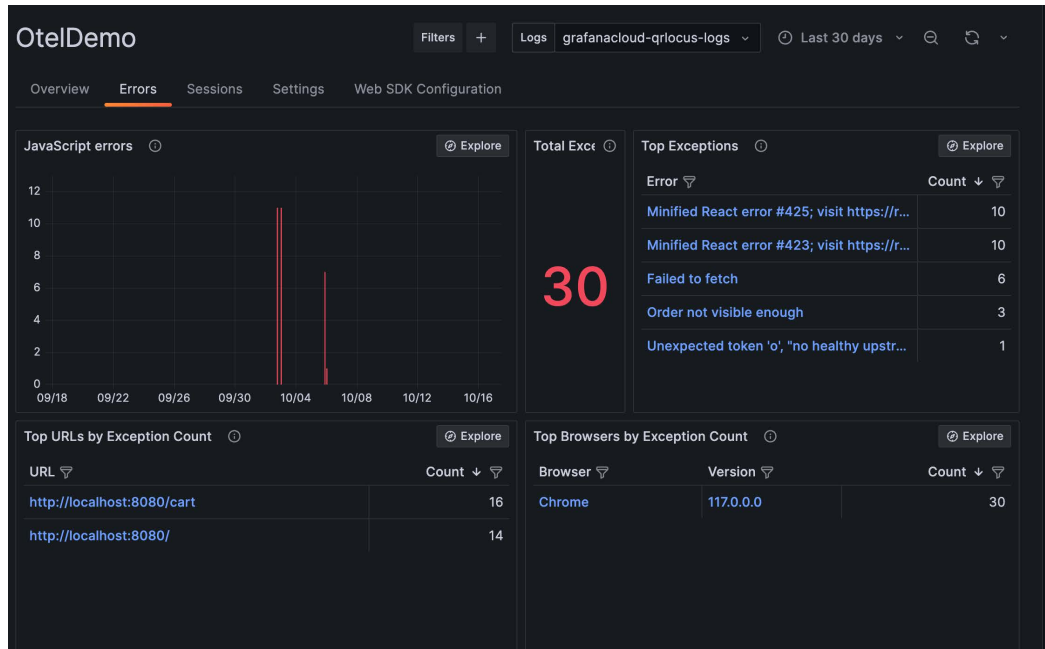 OtelDemo
Filters + Logs grafanacloud-qrlocus-logs Last 30 days
Overview Errors Sessions Settings Web SDK Configuration
JavaScript errors Explore
12
10
8
6
4
2
0
09/18 09/22 09/26 09/30 10/04 10/08 10/12 10/16
Total Exce
30
Top Exceptions Explore
Error Count
Minified React error #425; visit https://r... 10
Minified React error #423; visit https://r... 10
Failed to fetch 6
Order not visible enough 3
Unexpected token 'o', "no healthy upstr... 1
Top URLs by Exception Count Explore
URL Count
http://localhost:8080/cart 16
http://localhost:8080/ 14
Top Browsers by Exception Count Explore
Browser Version Count
Chrome 117.0.0.0 30